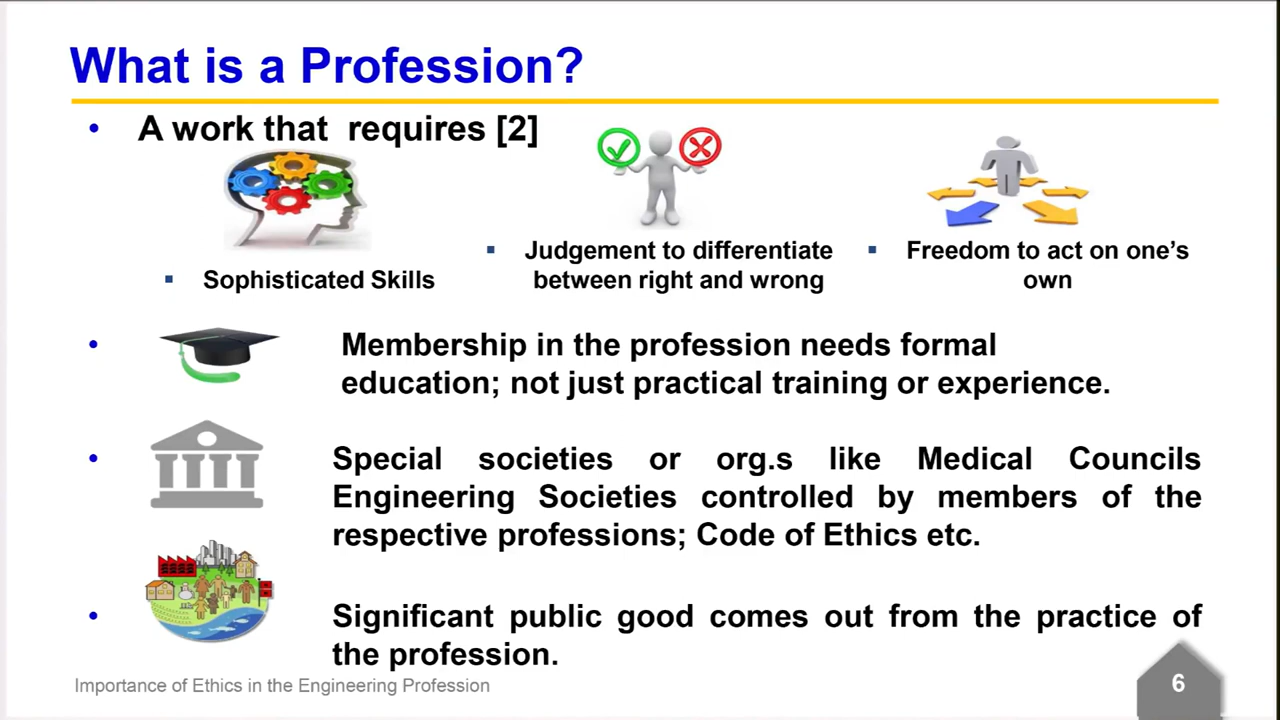 What is a Profession?
• A work that requires [2]
▪ Sophisticated Skills
▪ Judgement to differentiate
between right and wrong
▪ Freedom to act on one’s
own
• Membership in the profession needs formal
education; not just practical training or experience.
• Special societies or org.s like Medical Councils
Engineering Societies controlled by members of the
respective professions; Code of Ethics etc.
• Significant public good comes out from the practice of
the profession.
Importance of Ethics in the Engineering Profession
6